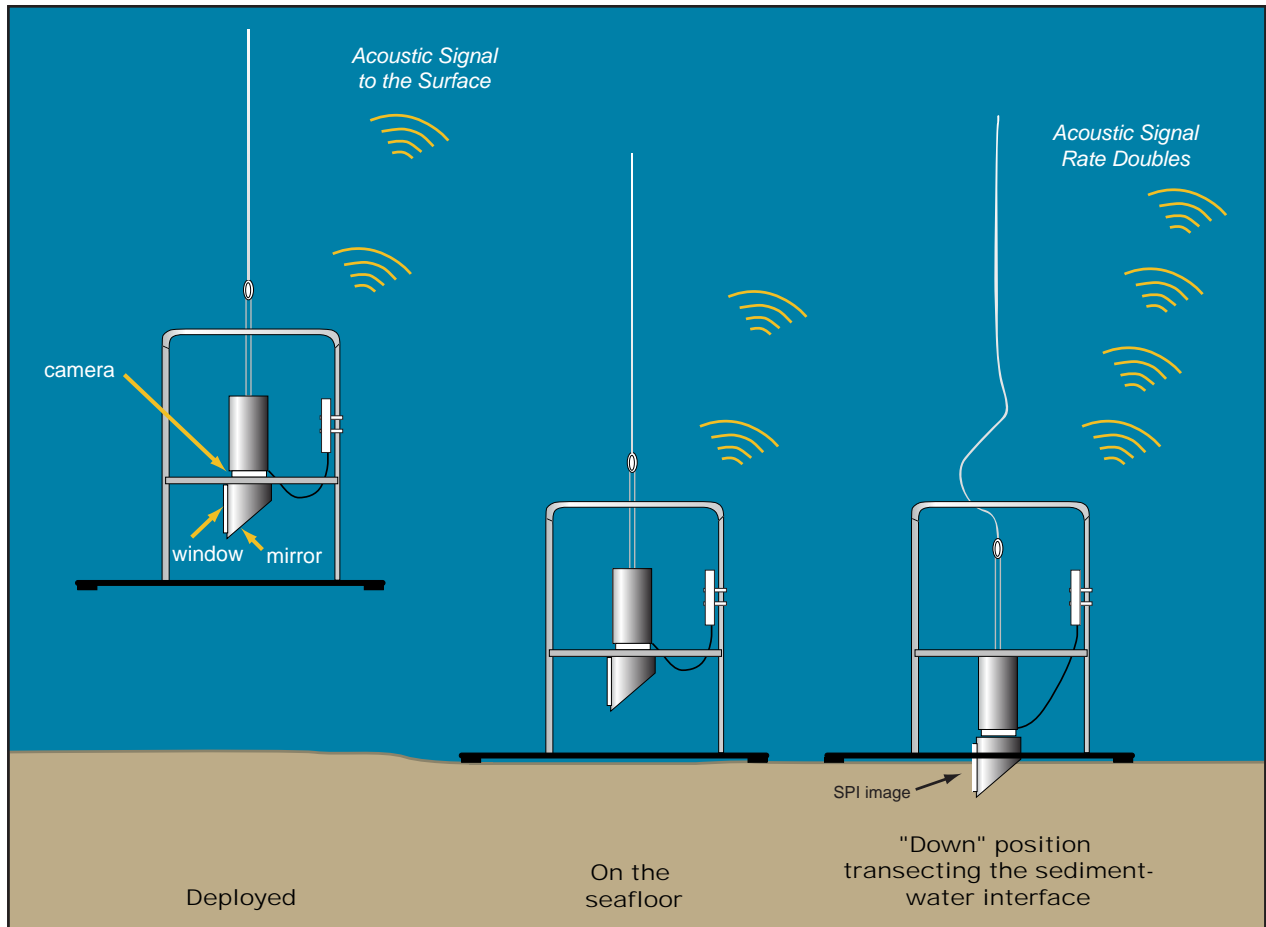 Acoustic Signal
to the Surface
Acoustic Signal
Rate Doubles
camera
window
mirror
SPI image
Deployed
On the
seafloor
"Down" position
transecting the sediment-
water interface